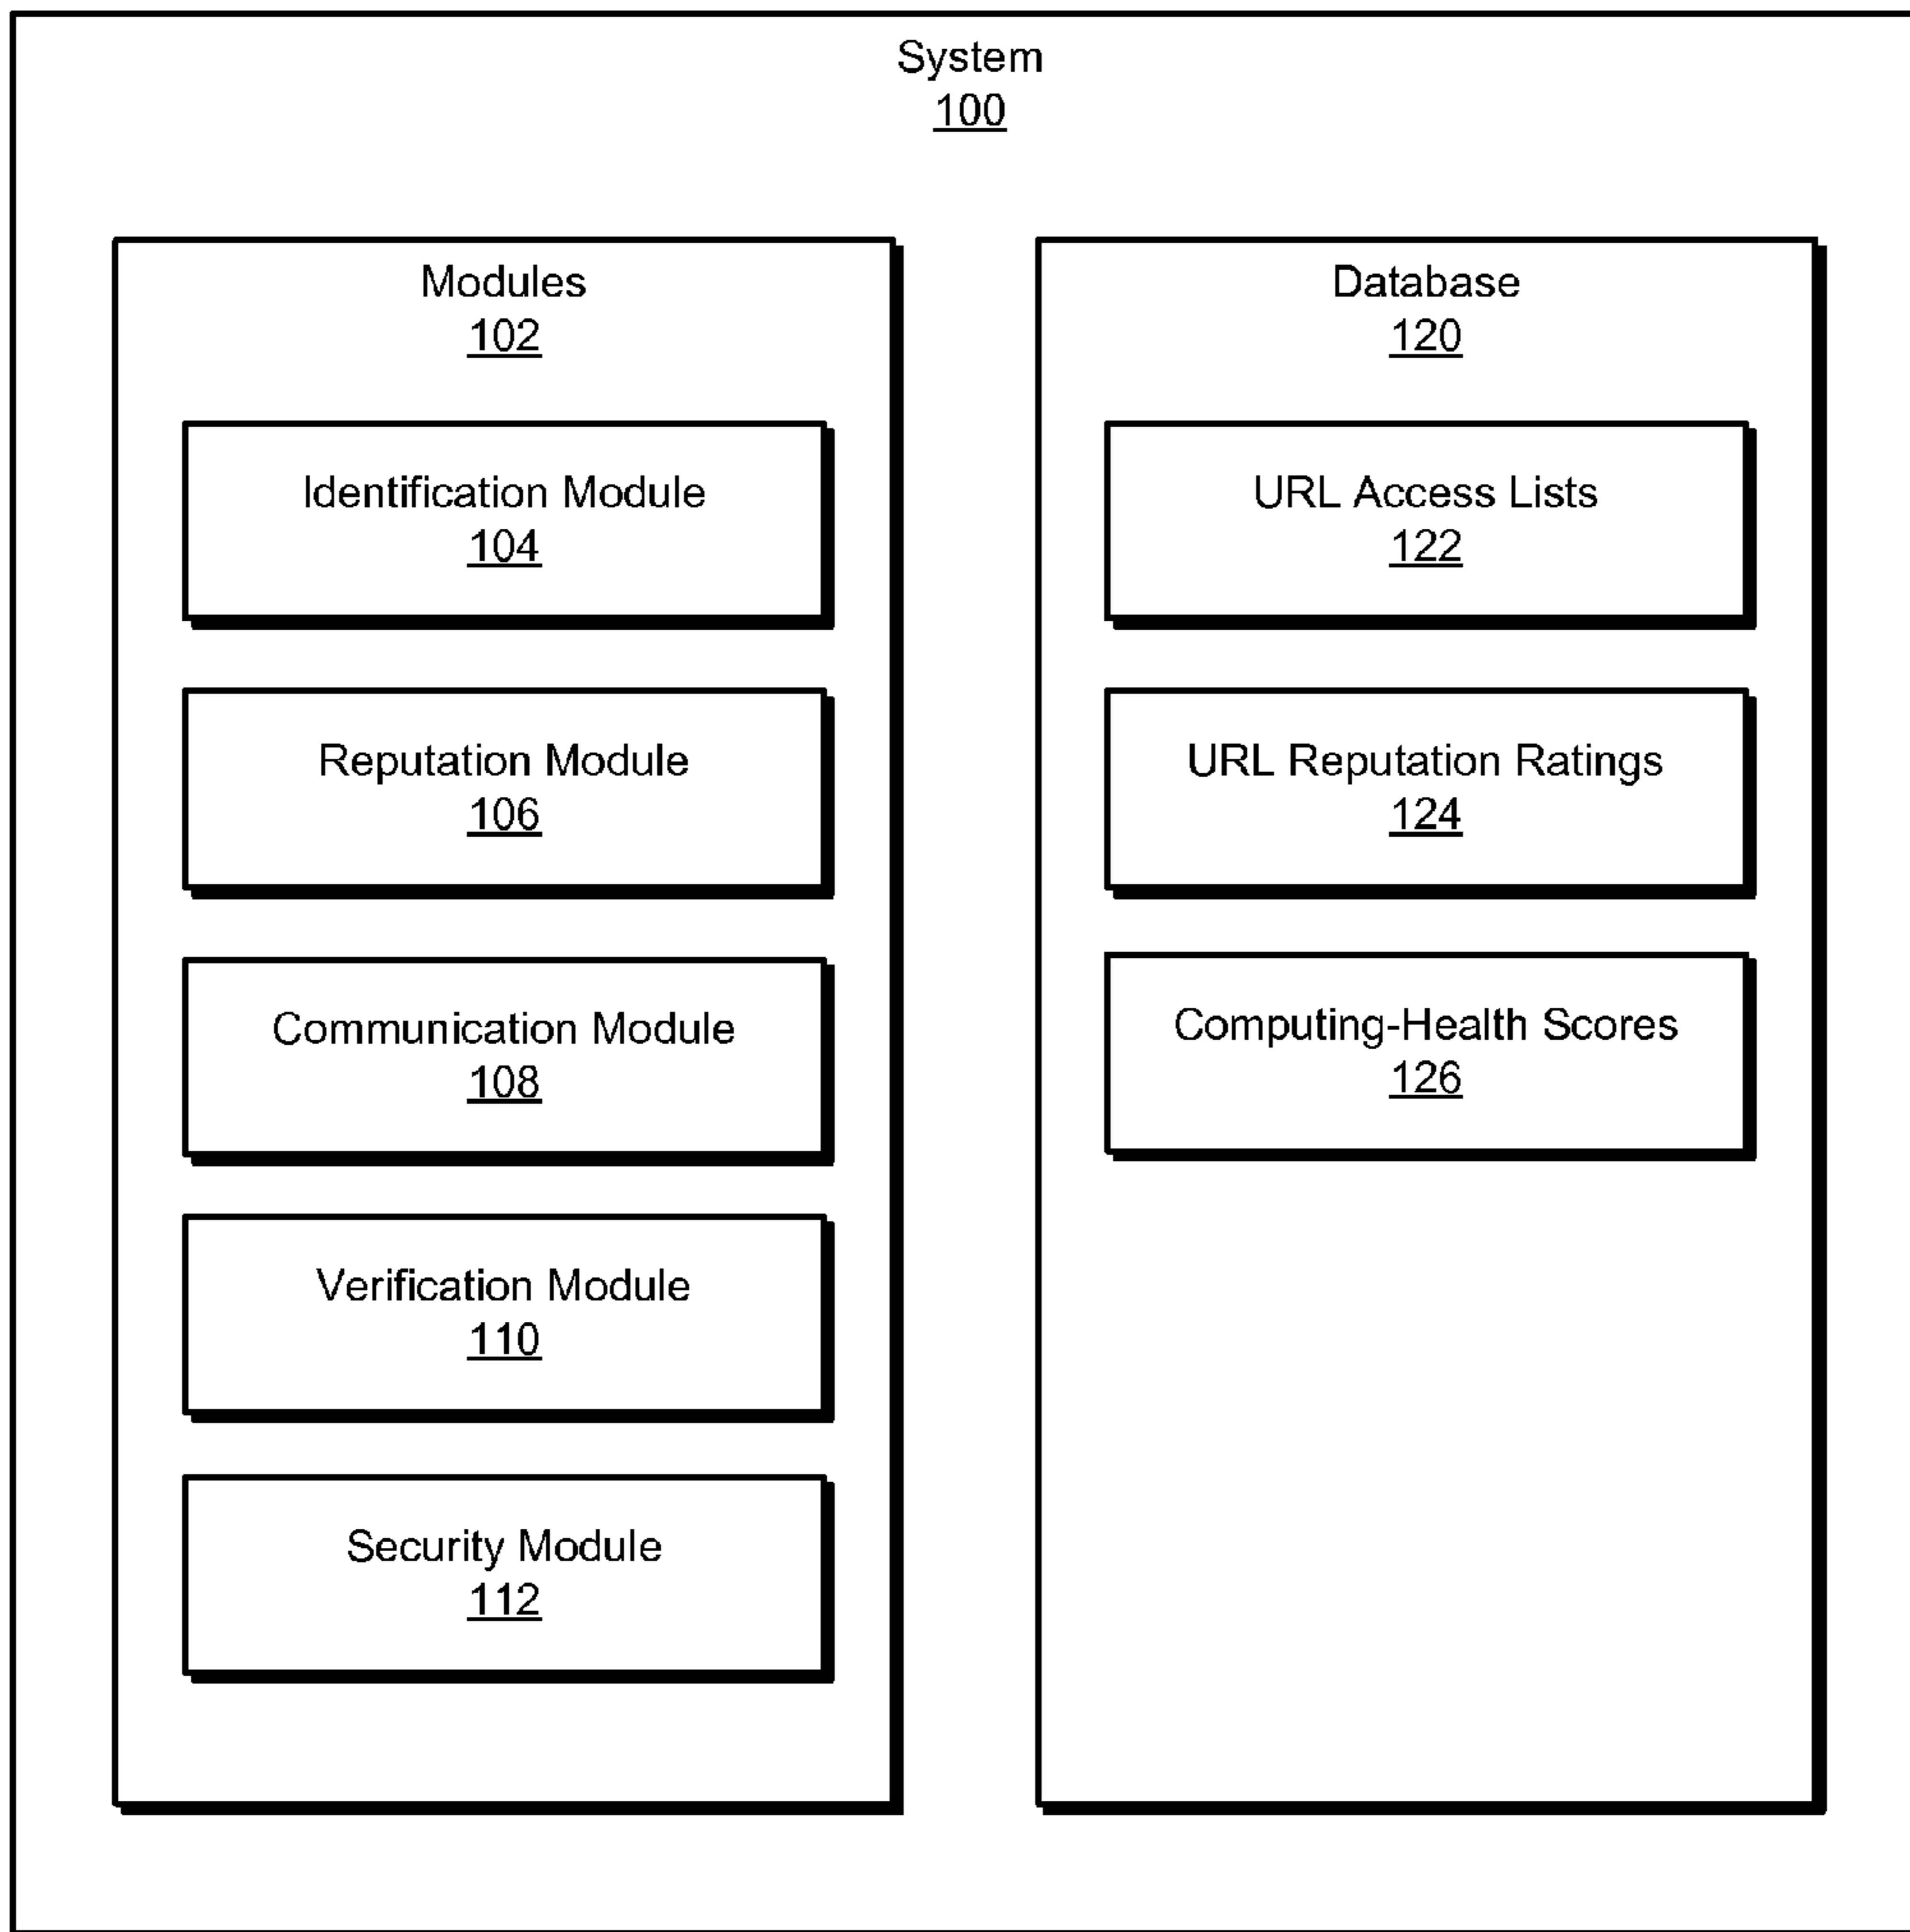 System
100
Modules
102
Identification Module
104
Reputation Module
106
Communication Module
108
Verification Module
110
Security Module
112
Database
120
URL Access Lists
122
URL Reputation Ratings
124
Computing-Health Scores
126